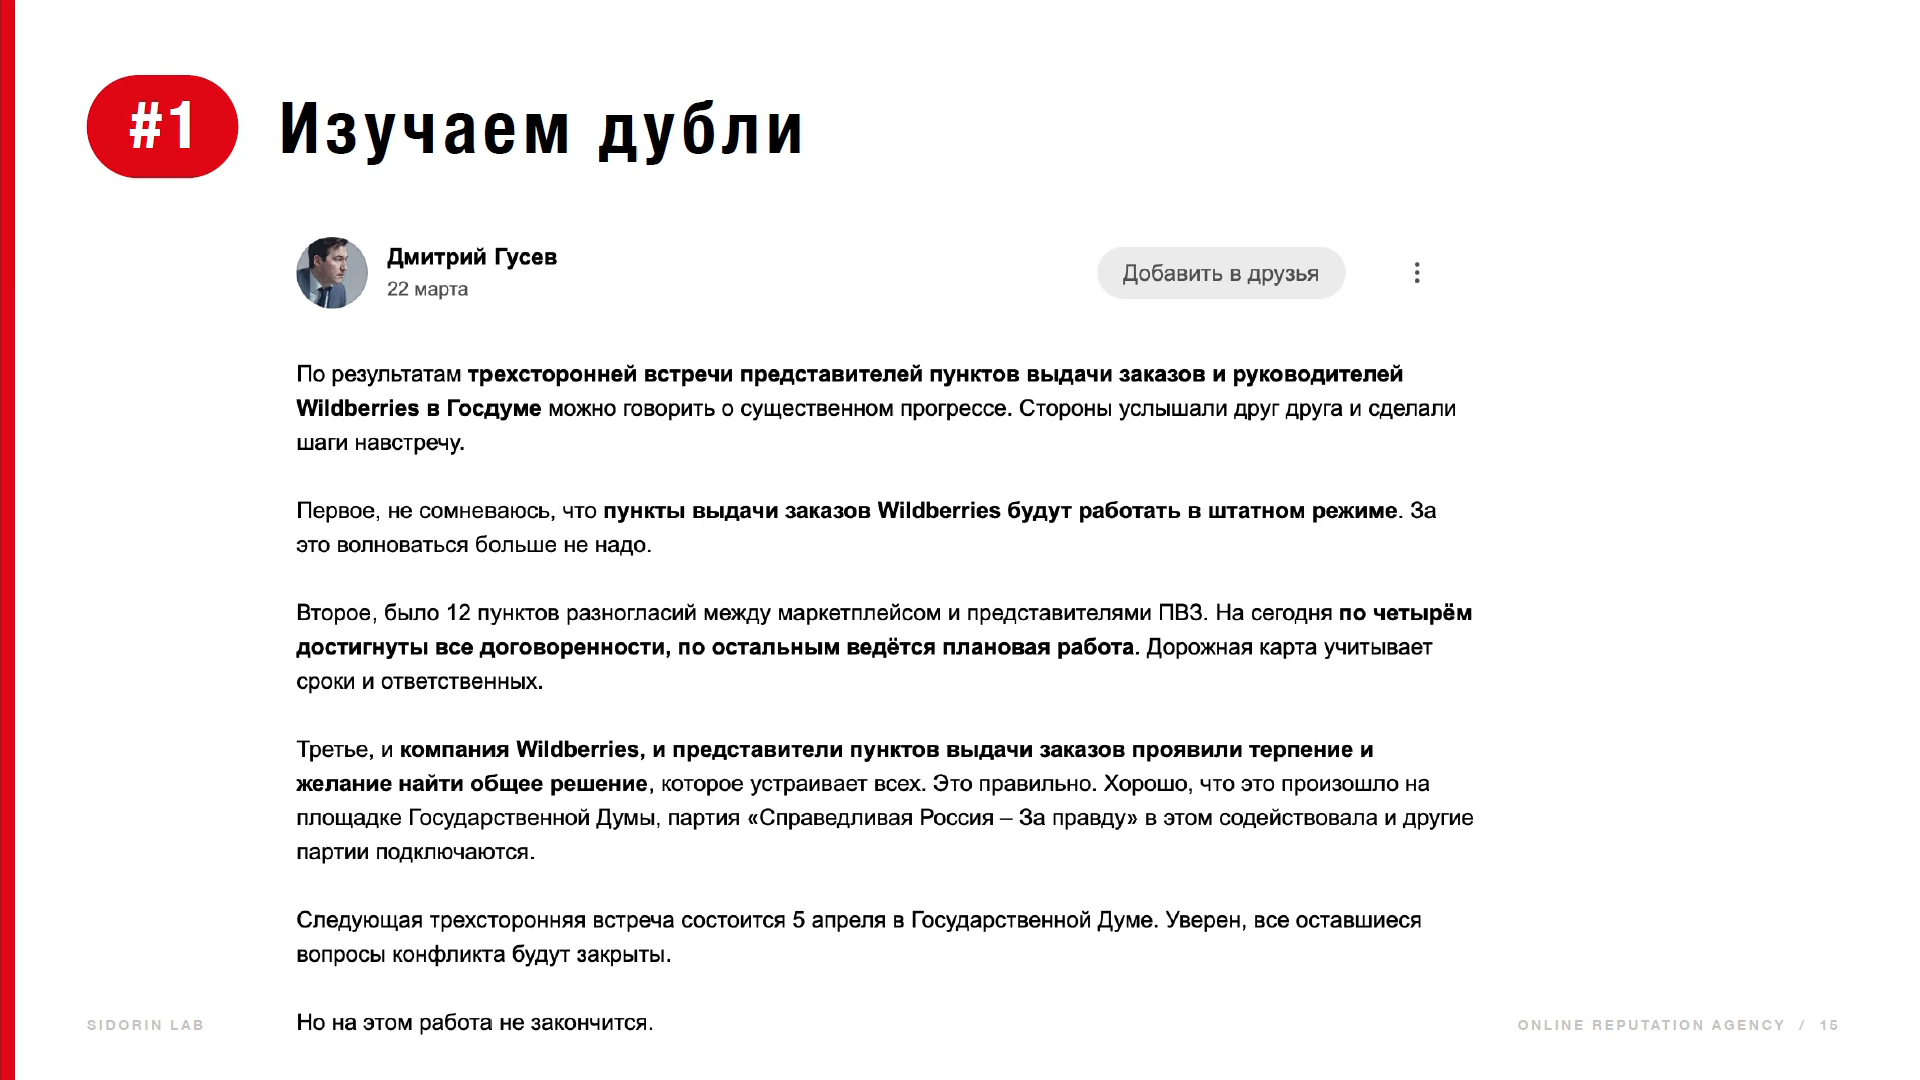 #1 Изучаем дубли
Дмитрий Гусев
22 марта
Добавить в друзья
По результатам трехсторонней встречи представителей пунктов выдачи заказов и руководителей
Wildberries в Госдуме можно говорить о существенном прогрессе. Стороны услышали друг друга и сделали
шаги навстречу.
Первое, не сомневаюсь, что пункты выдачи заказов Wildberries будут работать в штатном режиме. За
это волноваться больше не надо.
Второе, было 12 пунктов разногласий между маркетплейсом и представителями ПВЗ. На сегодня по четырём
достигнуты все договоренности, по остальным ведётся плановая работа. Дорожная карта учитывает
сроки и ответственных.
Третье, и компания Wildberries, и представители пунктов выдачи заказов проявили терпение и
желание найти общее решение, которое устраивает всех. Это правильно. Хорошо, что это произошло на
площадке Государственной Думы, партия «Справедливая Россия – За правду» в этом содействовала и другие
партии подключаются.
Следующая трехсторонняя встреча состоится 5 апреля в Государственной Думе. Уверен, все оставшиеся
вопросы конфликта будут закрыты.
Но на этом работа не закончится.
SIDORIN LAB
ONLINE REPUTATION AGENCY / 15